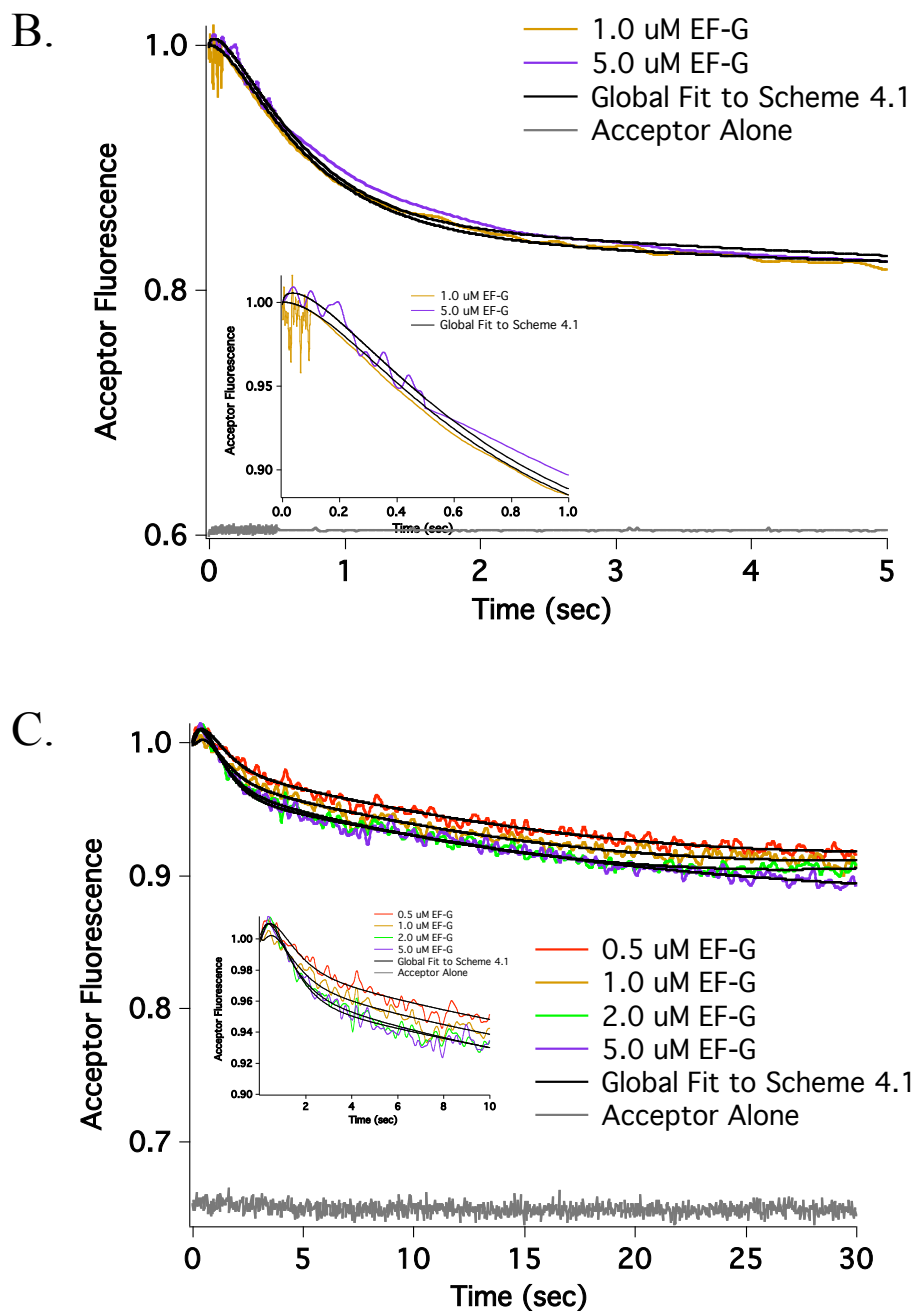 B.
1.0 uM EF-G
5.0 uM EF-G
Global Fit to Scheme 4.1
Acceptor Alone
Acceptor Fluorescence
1.0
0.8
0.6
0
1
2
3
4
5
Time (sec)
1.0 uM EF-G
5.0 uM EF-G
Global Fit to Scheme 4.1
Acceptor Fluorescence
1.00
0.95
0.90
0.0
0.2
0.4
0.6
0.8
1.0
Time (sec)
C.
Acceptor Fluorescence
1.0
0.9
0.8
0.7
0
5
10
15
20
25
30
Time (sec)
0.5 uM EF-G
1.0 uM EF-G
2.0 uM EF-G
5.0 uM EF-G
Global Fit to Scheme 4.1
Acceptor Alone
Acceptor Fluorescence
1.00
0.98
0.96
0.94
0.92
0.90
2
4
6
8
10
Time (sec)
0.5 uM EF-G
1.0 uM EF-G
2.0 uM EF-G
5.0 uM EF-G
Global Fit to Scheme 4.1
Acceptor Alone